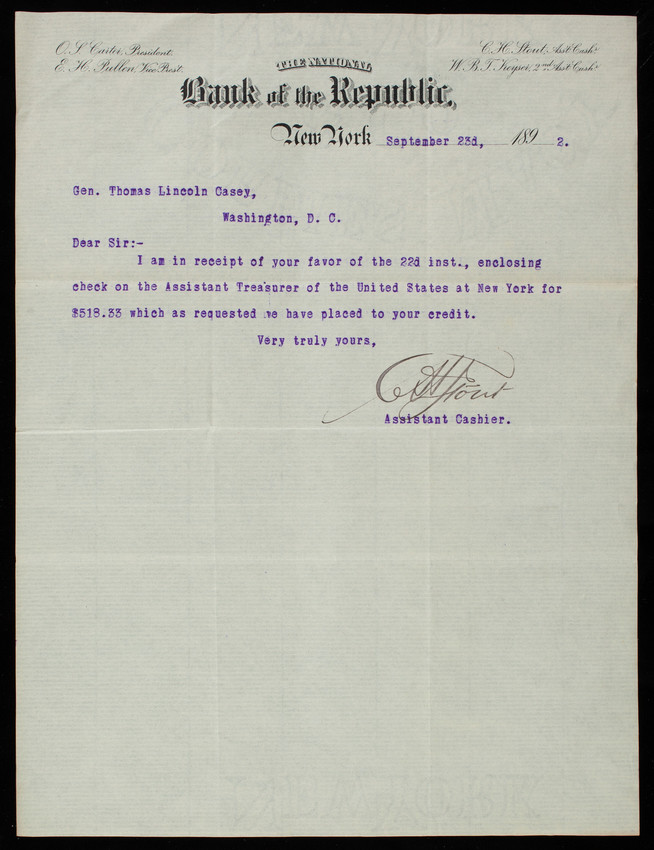 O. S. Carter, President.
E. H. Pullen, Vice Prest.
C. H. Stout, Asst. Cashr.
W. B. T. Keyser, 2nd Asst. Cashr.
THE NATIONAL
Bank of the Republic,
New York September 23d, 1892.
Gen. Thomas Lincoln Casey,
Washington, D. C.
Dear Sir:-
I am in receipt of your favor of the 22d inst., enclosing
check on the Assistant Treasurer of the United States at New York for
$518.33 which as requested we have placed to your credit.
Very truly yours,
C H Stout
Assistant Cashier.